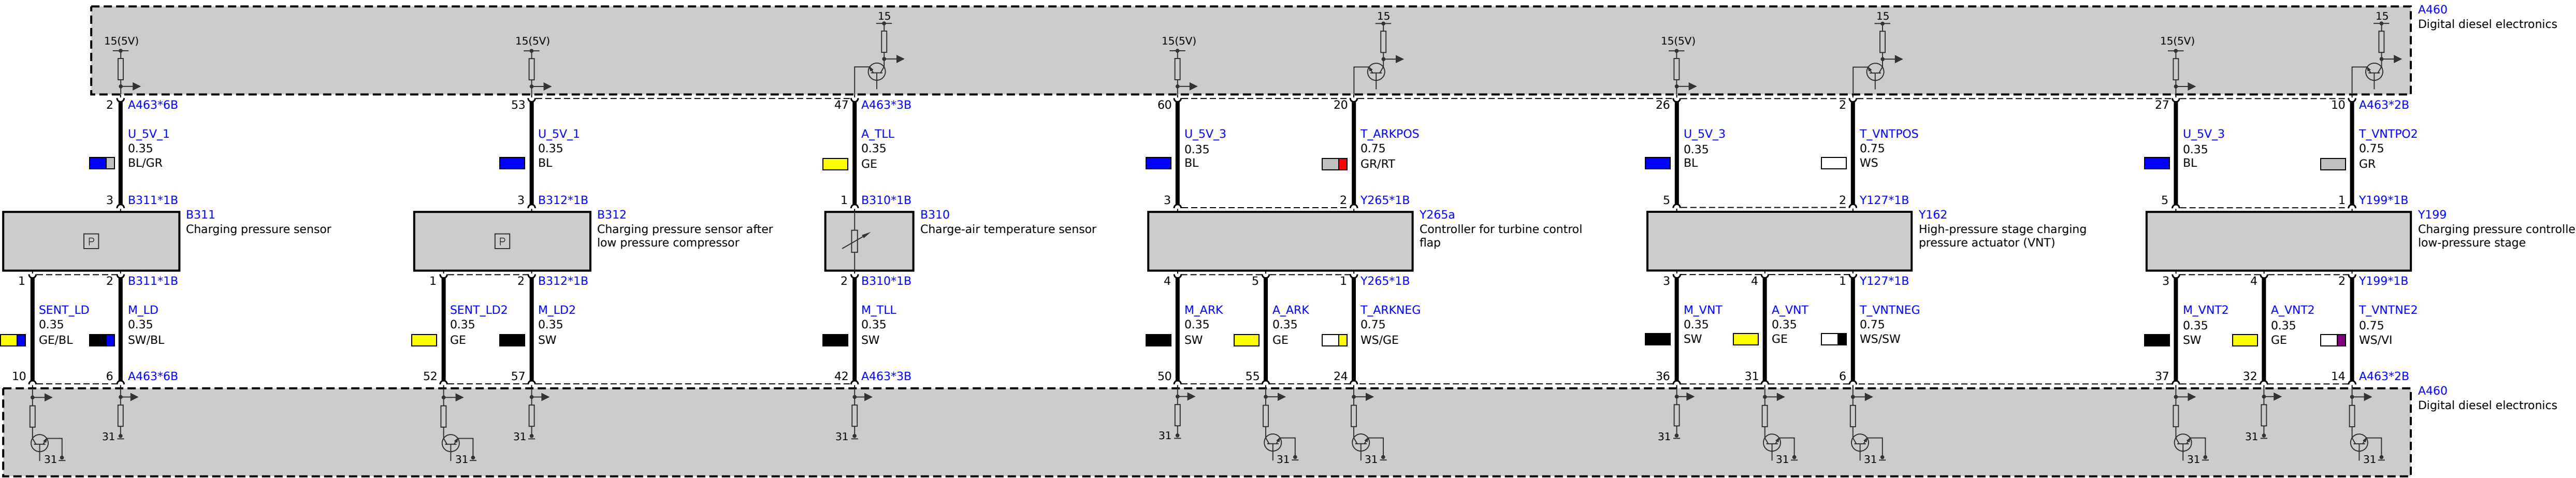 15
15
15
15
A460
Digital diesel electronics
15(5V)
15(5V)
15(5V)
15(5V)
15(5V)
2
A463*6B
53
47
A463*3B
60
20
26
2
27
10
A463*2B
U_5V_1
0.35
BL/GR
U_5V_1
0.35
BL
A_TLL
0.35
GE
U_5V_3
0.35
BL
T_ARKPOS
0.75
GR/RT
U_5V_3
0.35
BL
T_VNTPOS
0.75
WS
U_5V_3
0.35
BL
T_VNTPO2
0.75
GR
3
B311*1B
3
B312*1B
1
B310*1B
3
2
Y265*1B
5
2
Y127*1B
5
1
Y199*1B
P
B311
Charging pressure sensor
P
B312
Charging pressure sensor after
low pressure compressor
B310
Charge-air temperature sensor
Y265a
Controller for turbine control
flap
Y162
High-pressure stage charging
pressure actuator (VNT)
Y199
Charging pressure controlle
low-pressure stage
1
2
B311*1B
1
2
B312*1B
2
B310*1B
4
5
1
Y265*1B
3
4
1
Y127*1B
3
4
2
Y199*1B
SENT_LD
0.35
GE/BL
M_LD
0.35
SW/BL
SENT_LD2
0.35
GE
M_LD2
0.35
SW
M_TLL
0.35
SW
M_ARK
0.35
SW
A_ARK
0.35
GE
T_ARKNEG
0.75
WS/GE
M_VNT
0.35
SW
A_VNT
0.35
GE
T_VNTNEG
0.75
WS/SW
M_VNT2
0.35
SW
A_VNT2
0.35
GE
T_VNTNE2
0.75
WS/VI
10
6
A463*6B
52
57
42
A463*3B
50
55
24
36
31
6
37
32
14
A463*2B
A460
Digital diesel electronics
31
31
31
31
31
31
31
31
31
31
31
31
31
31